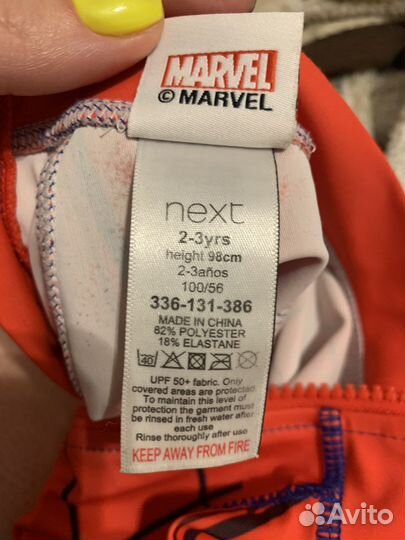 MARVEL
© MARVEL
next
2-3yrs
height 98cm
2-3años
100/56
336-131-386
MADE IN CHINA
82% POLYESTER
18% ELASTANE
40
UPF 50+ fabric. Only
covered areas are protected.
To maintain this level of
protection the garment must
be rinsed in fresh water after
each use
Rinse thoroughly after use
KEEP AWAY FROM FIRE
Avito